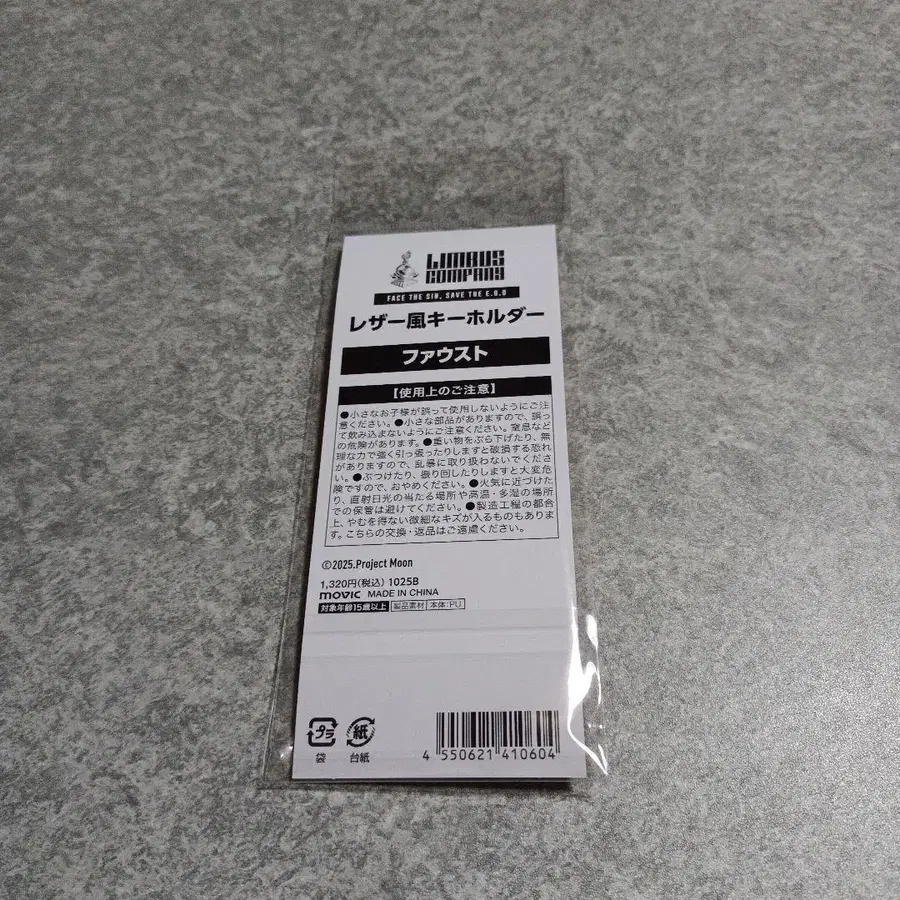 LIMBUS
COMPANY
FACE THE SIN, SAVE THE E.G.O
レザー風キーホルダー
ファウスト
【使用上のご注意】
●小さなお子様が誤って使用しないようにご注
意ください。●小さな部品がありますので、誤っ
て飲み込まないようにご注意ください。窒息など
の危険があります。●重い物をぶら下げたり、無
理な力で強く引っ張ったりしますと破損する恐れ
がありますので、乱暴に取り扱わないでくださ
い。●ぶつけたり、振り回したりしますと大変危
険ですので、おやめください。●火気に近づけた
り、直射日光の当たる場所や高温・多湿の場所
での保管は避けてください。●製造工程の都合
上、やむを得ない微細なキズが入るものもありま
す。こちらの交換・返品はご遠慮ください。
©2025.Project Moon
1,320円(税込) 1025B
movic MADE IN CHINA
対象年齢15歳以上 製品素材 本体:PU
プラ 紙
袋 台紙
4 550621 410604